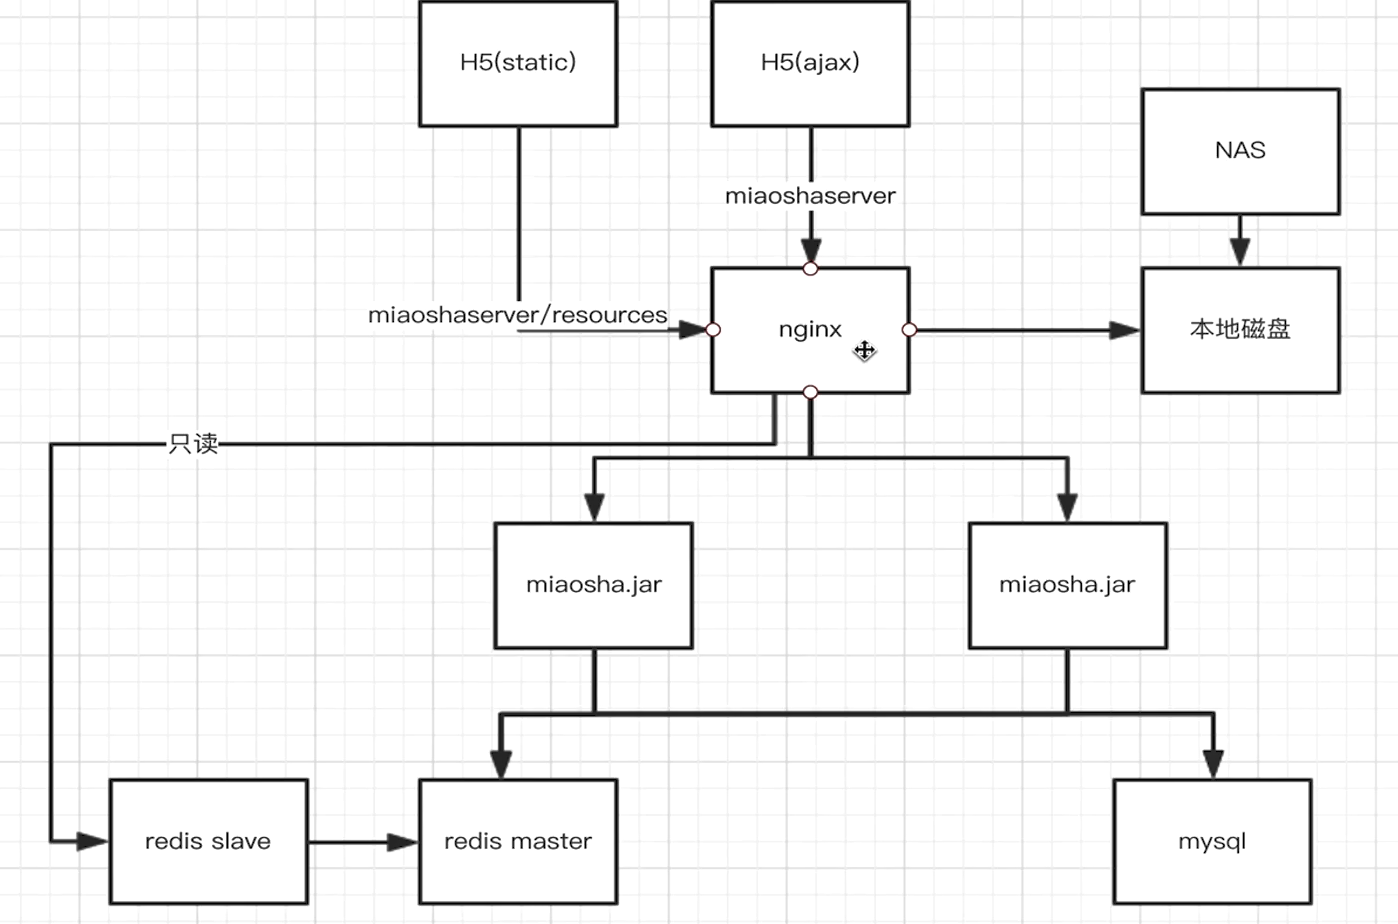 H5(static)
H5(ajax)
NAS
miaoshaserver
miaoshaserver/resources
nginx
本地磁盘
只读
miaosha.jar
miaosha.jar
redis slave
redis master
mysql